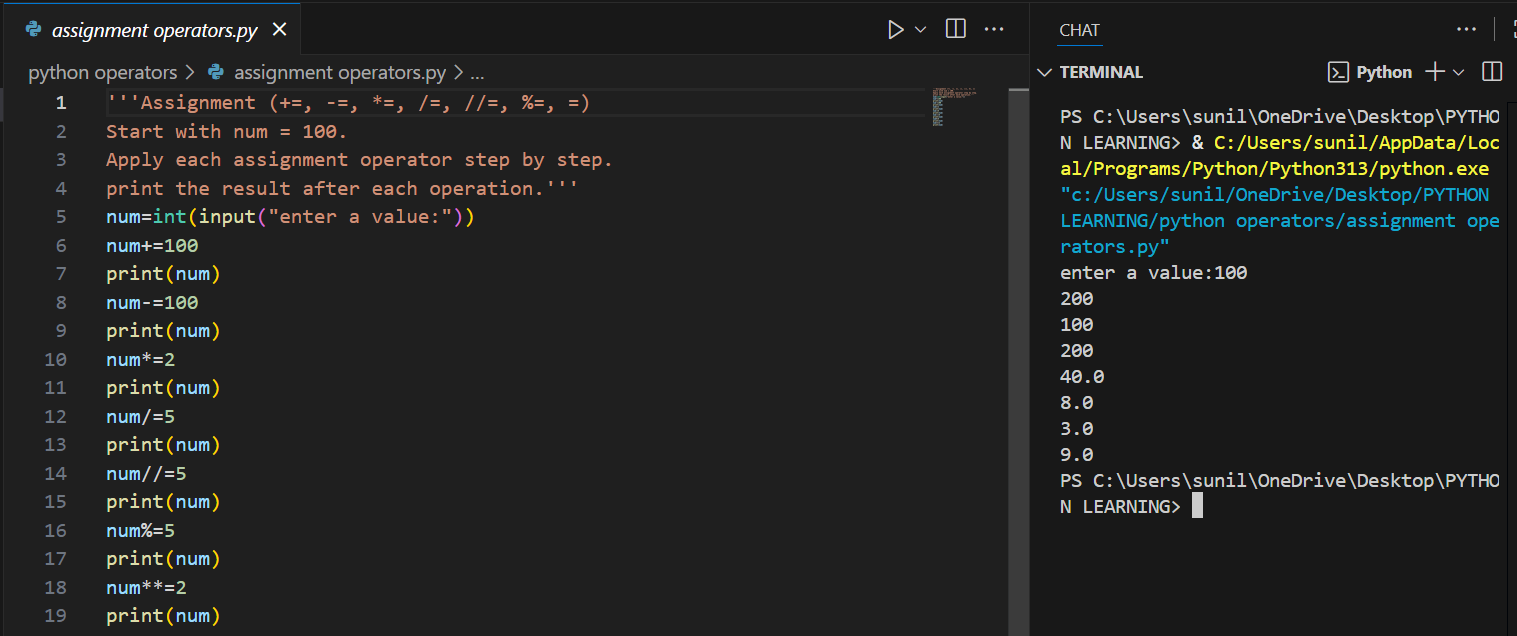 assignment operators.py
CHAT
python operators > assignment operators.py > ...
TERMINAL
Python
1 '''Assignment (+=, -=, *=, /=, //=, %=, =)
2 Start with num = 100.
3 Apply each assignment operator step by step.
4 print the result after each operation.'''
5 num=int(input("enter a value:"))
6 num+=100
7 print(num)
8 num-=100
9 print(num)
10 num*=2
11 print(num)
12 num/=5
13 print(num)
14 num//=5
15 print(num)
16 num%=5
17 print(num)
18 num**=2
19 print(num)
PS C:\Users\sunil\OneDrive\Desktop\PYTHO
N LEARNING> & C:/Users/sunil/AppData/Loc
al/Programs/Python/Python313/python.exe
"c:/Users/sunil/OneDrive/Desktop/PYTHON
LEARNING/python operators/assignment ope
rators.py"
enter a value:100
200
100
200
40.0
8.0
3.0
9.0
PS C:\Users\sunil\OneDrive\Desktop\PYTHO
N LEARNING>